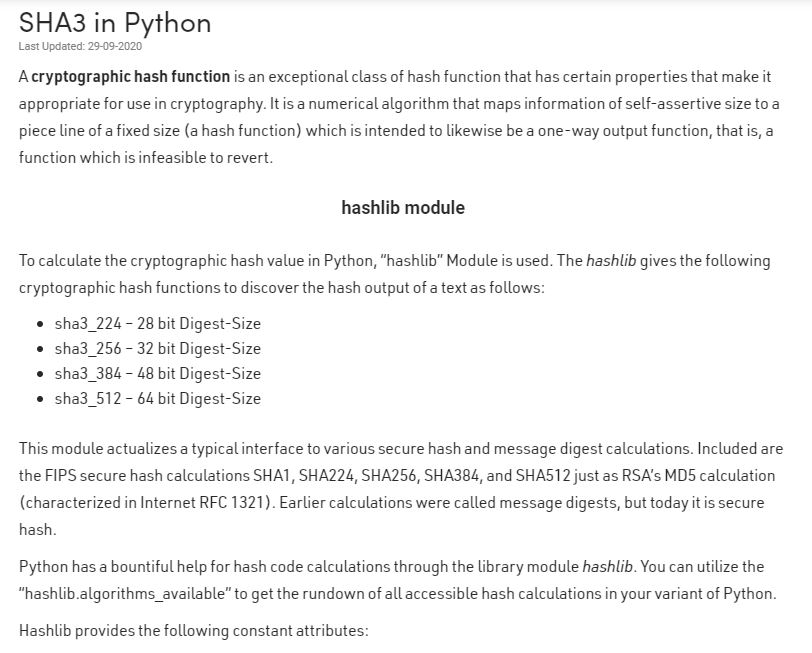 SHA3 in Python
Last Updated: 29-09-2020
A cryptographic hash function is an exceptional class of hash function that has certain properties that make it
appropriate for use in cryptography. It is a numerical algorithm that maps information of self-assertive size to a
piece line of a fixed size (a hash function) which is intended to likewise be a one-way output function, that is, a
function which is infeasible to revert.
hashlib module
To calculate the cryptographic hash value in Python, “hashlib” Module is used. The hashlib gives the following
cryptographic hash functions to discover the hash output of a text as follows:
• sha3_224 – 28 bit Digest-Size
• sha3_256 – 32 bit Digest-Size
• sha3_384 – 48 bit Digest-Size
• sha3_512 – 64 bit Digest-Size
This module actualizes a typical interface to various secure hash and message digest calculations. Included are
the FIPS secure hash calculations SHA1, SHA224, SHA256, SHA384, and SHA512 just as RSA’s MD5 calculation
(characterized in Internet RFC 1321). Earlier calculations were called message digests, but today it is secure
hash.
Python has a bountiful help for hash code calculations through the library module hashlib. You can utilize the
“hashlib.algorithms_available” to get the rundown of all accessible hash calculations in your variant of Python.
Hashlib provides the following constant attributes: